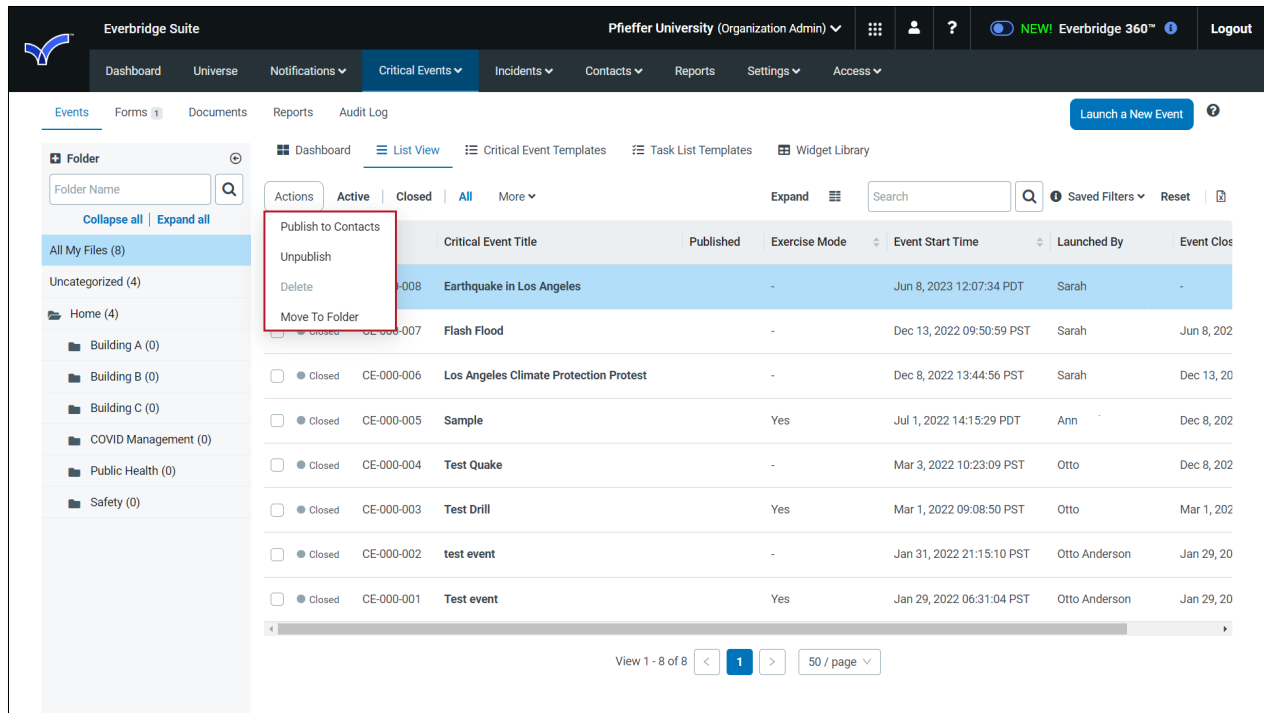 Everbridge Suite
Pfieffer University (Organization Admin)
?
NEW! Everbridge 360™
Logout
Dashboard Universe Notifications Critical Events Incidents Contacts Reports Settings Access
Events Forms 1 Documents Reports Audit Log
Launch a New Event
Folder
Folder Name
Collapse all | Expand all
All My Files (8)
Uncategorized (4)
Home (4)
Building A (0)
Building B (0)
Building C (0)
COVID Management (0)
Public Health (0)
Safety (0)
Dashboard List View Critical Event Templates Task List Templates Widget Library
Actions Active Closed All More Expand Search Saved Filters Reset
Publish to Contacts
Unpublish
Delete
Move To Folder
Critical Event Title Published Exercise Mode Event Start Time Launched By Event Clos
-008 Earthquake in Los Angeles - Jun 8, 2023 12:07:34 PDT Sarah -
Closed CE-000-007 Flash Flood - Dec 13, 2022 09:50:59 PST Sarah Jun 8, 202
Closed CE-000-006 Los Angeles Climate Protection Protest - Dec 8, 2022 13:44:56 PST Sarah Dec 13, 20
Closed CE-000-005 Sample Yes Jul 1, 2022 14:15:29 PDT Ann Dec 8, 202
Closed CE-000-004 Test Quake - Mar 3, 2022 10:23:09 PST Otto Dec 8, 202
Closed CE-000-003 Test Drill Yes Mar 1, 2022 09:08:50 PST Otto Mar 1, 202
Closed CE-000-002 test event - Jan 31, 2022 21:15:10 PST Otto Anderson Jan 29, 20
Closed CE-000-001 Test event Yes Jan 29, 2022 06:31:04 PST Otto Anderson Jan 29, 20
View 1 - 8 of 8 < 1 > 50 / page